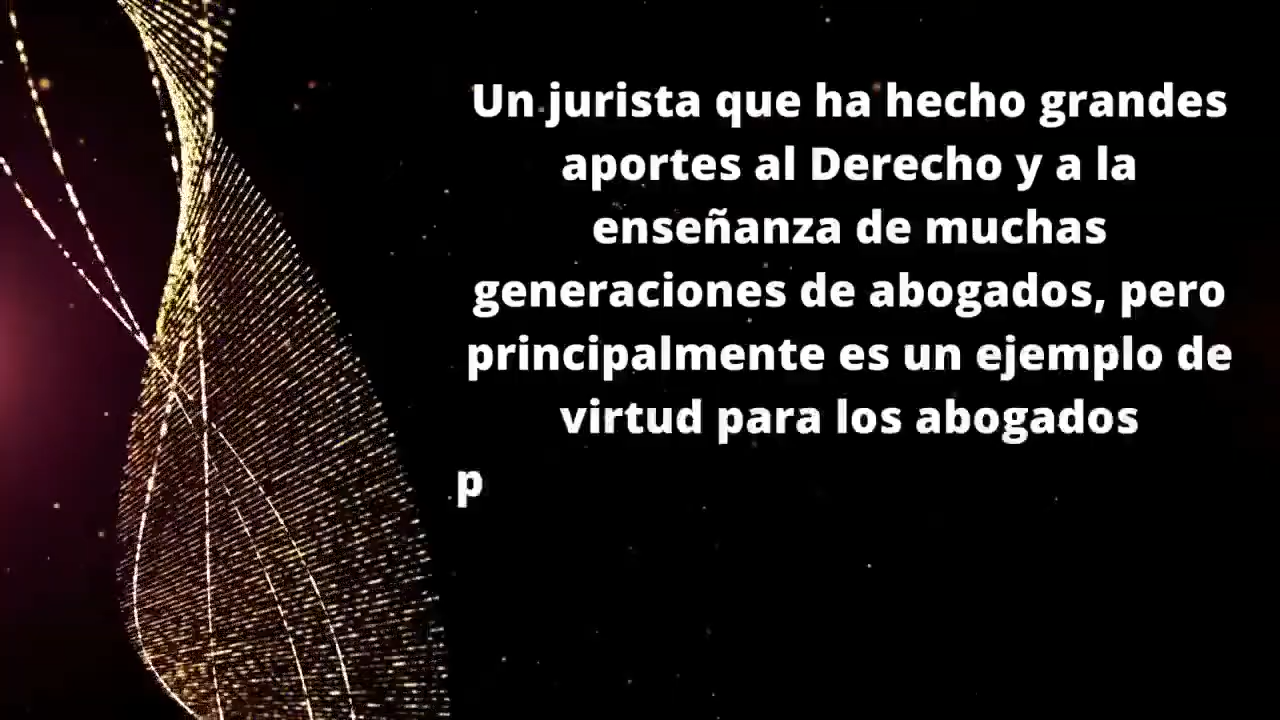 Un jurista que ha hecho grandes
aportes al Derecho y a la
enseñanza de muchas
generaciones de abogados, pero
principalmente es un ejemplo de
virtud para los abogados
p